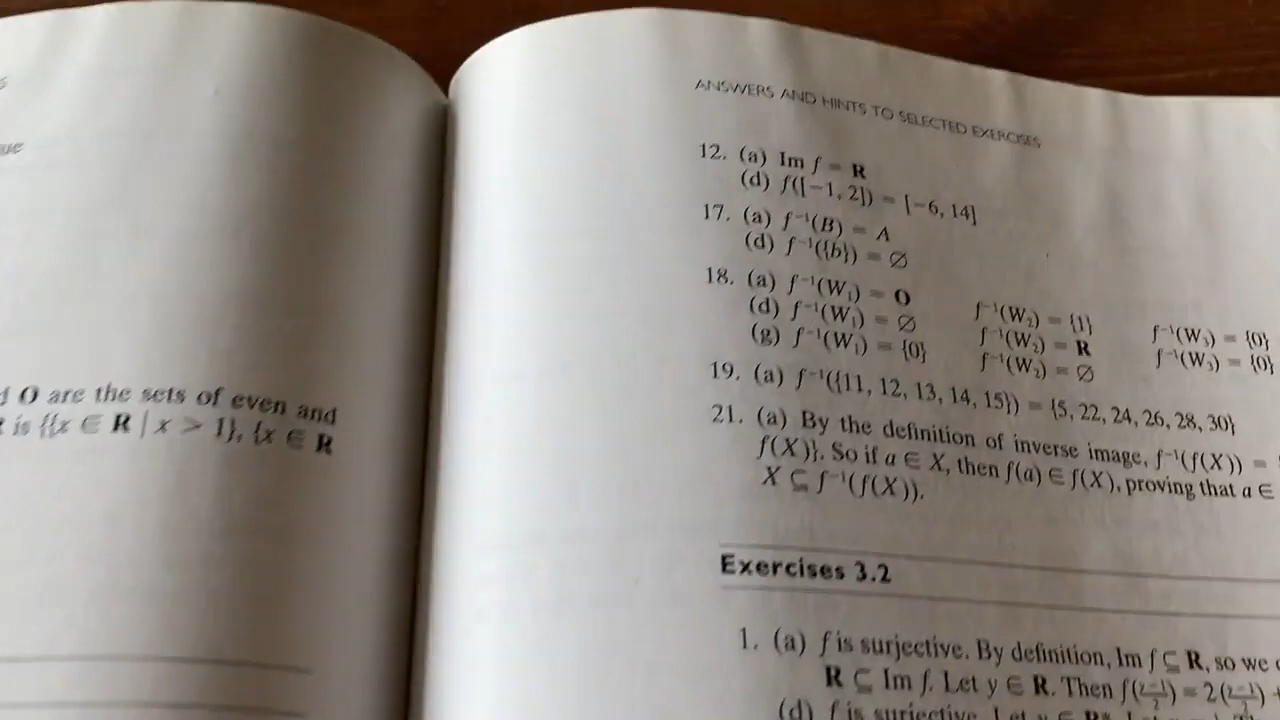 O are the sets of even and
is {{x ∈ R | x > 1}, {x ∈ R
ANSWERS AND HINTS TO SELECTED EXERCISES
12. (a) Im f = R
(d) f([−1, 2]) = [−6, 14]
17. (a) f⁻¹(B) = A
(d) f⁻¹({b}) = ∅
18. (a) f⁻¹(W₁) = O f⁻¹(W₂) = {1} f⁻¹(W₃) = {0}
(d) f⁻¹(W₁) = ∅ f⁻¹(W₂) = R f⁻¹(W₃) = {0}
(g) f⁻¹(W₁) = {0} f⁻¹(W₂) = ∅
19. (a) f⁻¹({11, 12, 13, 14, 15}) = {5, 22, 24, 26, 28, 30}
21. (a) By the definition of inverse image, f⁻¹(f(X)) =
f(X)}. So if a ∈ X, then f(a) ∈ f(X), proving that a ∈
X ⊆ f⁻¹(f(X)).
Exercises 3.2
1. (a) f is surjective. By definition, Im f ⊆ R, so we
R ⊆ Im f. Let y ∈ R. Then
(d) f is surjective. Let